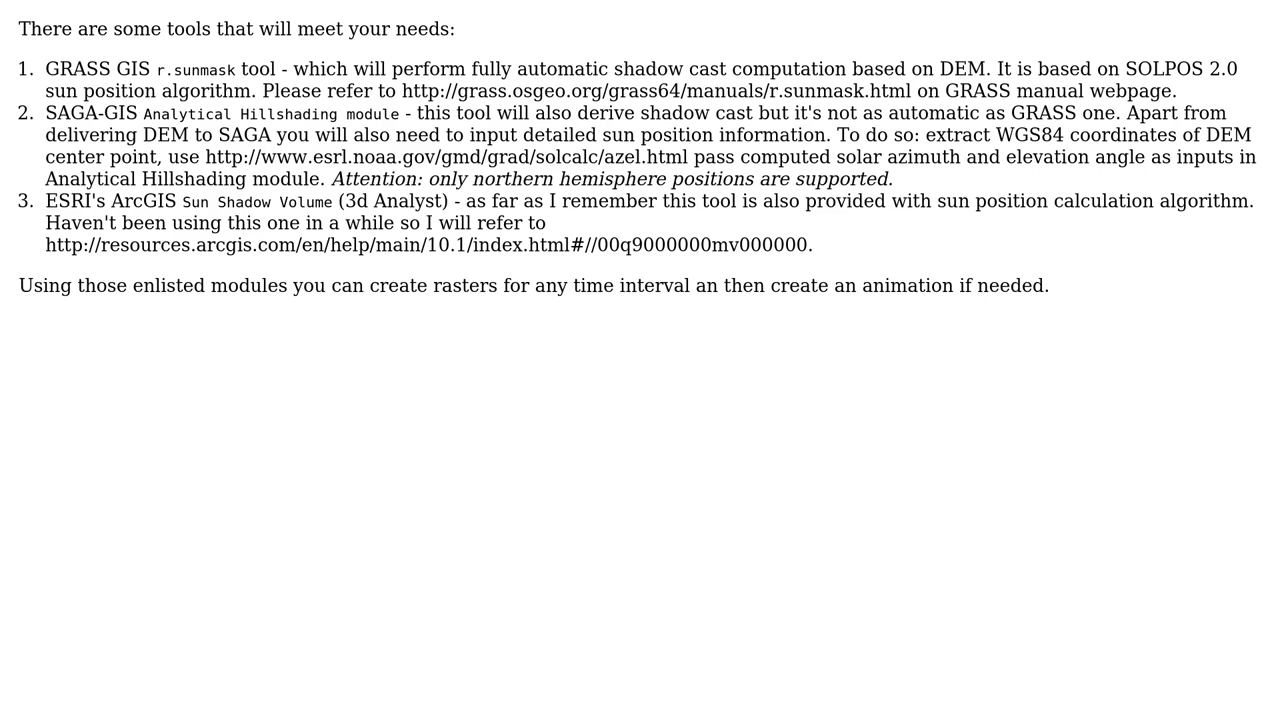 There are some tools that will meet your needs:
1. GRASS GIS r.sunmask tool - which will perform fully automatic shadow cast computation based on DEM. It is based on SOLPOS 2.0
sun position algorithm. Please refer to http://grass.osgeo.org/grass64/manuals/r.sunmask.html on GRASS manual webpage.
2. SAGA-GIS Analytical Hillshading module - this tool will also derive shadow cast but it's not as automatic as GRASS one. Apart from
delivering DEM to SAGA you will also need to input detailed sun position information. To do so: extract WGS84 coordinates of DEM
center point, use http://www.esrl.noaa.gov/gmd/grad/solcalc/azel.html pass computed solar azimuth and elevation angle as inputs in
Analytical Hillshading module. Attention: only northern hemisphere positions are supported.
3. ESRI's ArcGIS Sun Shadow Volume (3d Analyst) - as far as I remember this tool is also provided with sun position calculation algorithm.
Haven't been using this one in a while so I will refer to
http://resources.arcgis.com/en/help/main/10.1/index.html#//00q9000000mv000000.
Using those enlisted modules you can create rasters for any time interval an then create an animation if needed.